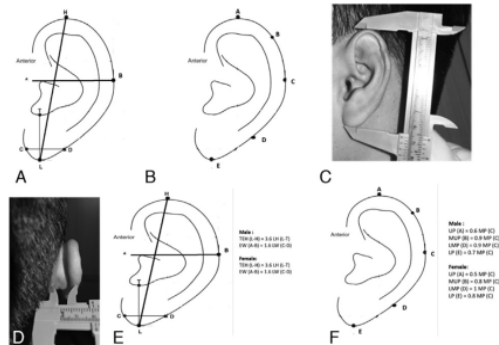 H
Anterior
A
B
T
C
D
L
A
A
Anterior
B
C
D
E
B
C
D
H
Anterior
A
B
T
C
D
L
E
Male :
TEH (L-H) = 3.6 LH (L-T)
EW (A-B) = 1.6 LW (C-D)
Female:
TEH (L-H) = 3.6 LH (L-T)
EW (A-B) = 1.6 LW (C-D)
A
Anterior
B
C
D
E
F
Male :
UP (A) = 0.6 MP (C)
MUP (B) = 0.9 MP (C)
LMP (D) = 0.9 MP (C)
LP (E) = 0.7 MP (C)
Female:
UP (A) = 0.5 MP (C)
MUP (B) = 0.8 MP (C)
LMP (D) = 1 MP (C)
LP (E) = 0.8 MP (C)